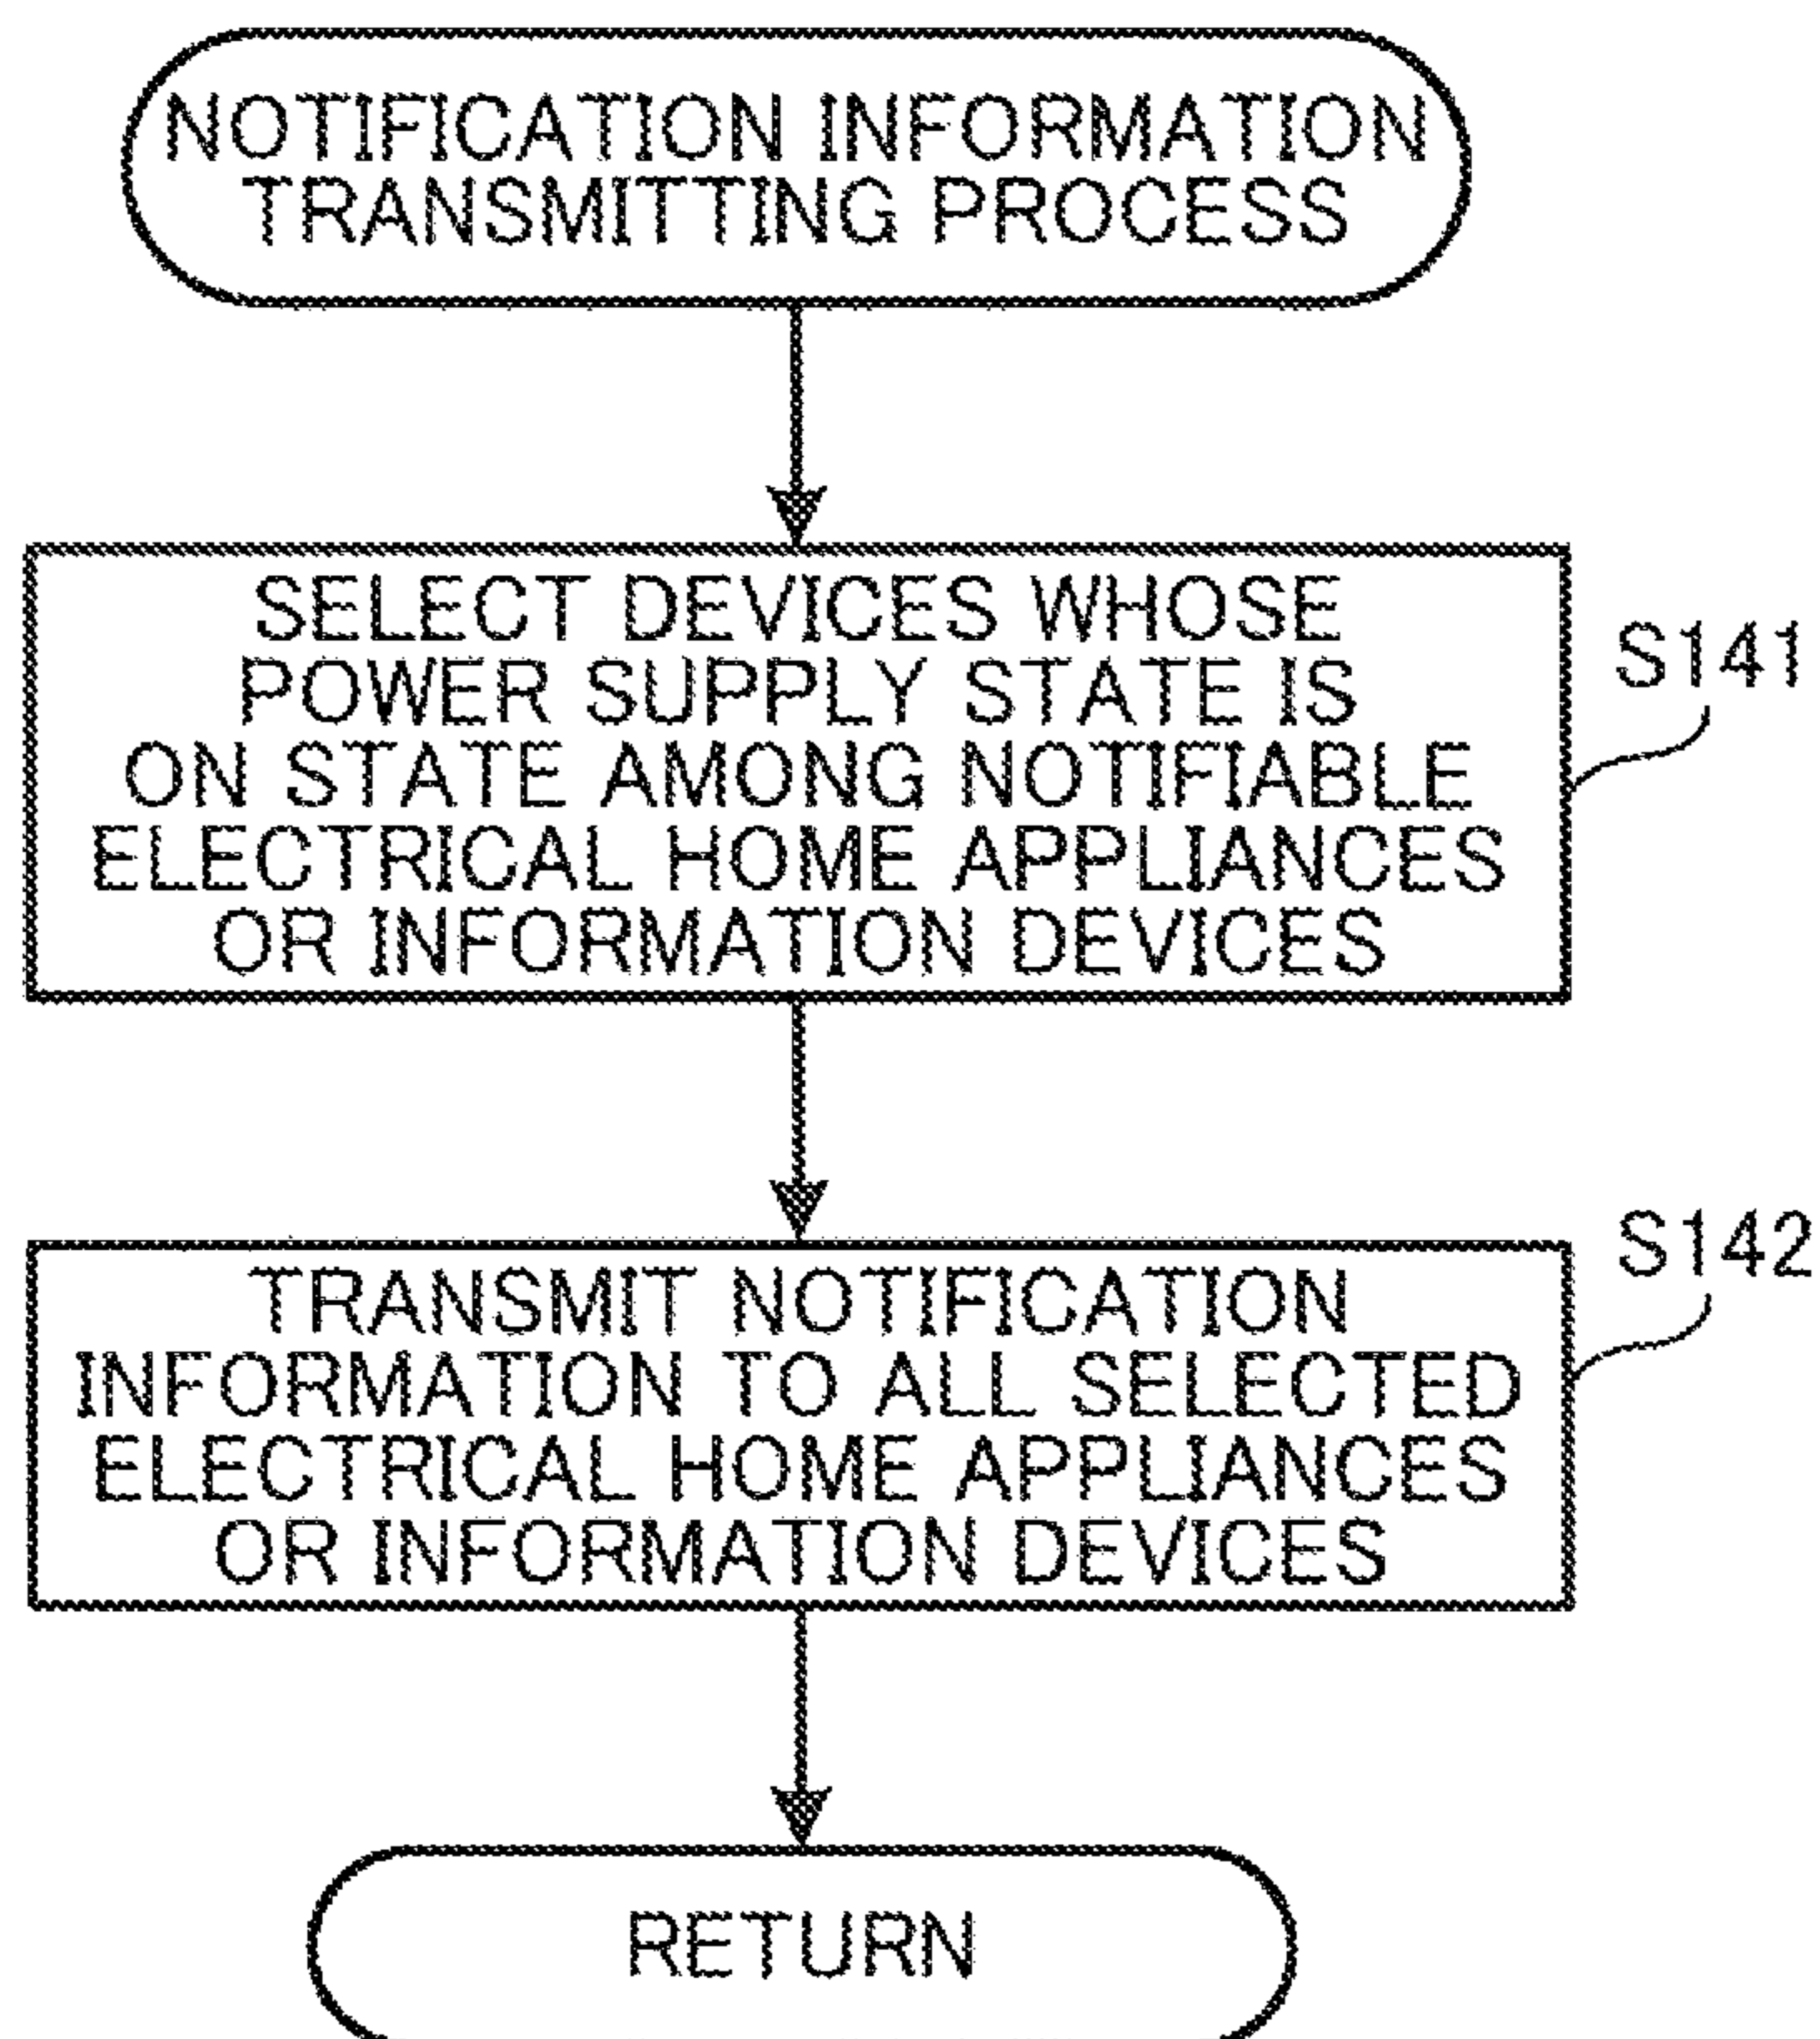 NOTIFICATION INFORMATION
TRANSMITTING PROCESS
SELECT DEVICES WHOSE
POWER SUPPLY STATE IS
ON STATE AMONG NOTIFIABLE
ELECTRICAL HOME APPLIANCES
OR INFORMATION DEVICES
S141
TRANSMIT NOTIFICATION
INFORMATION TO ALL SELECTED
ELECTRICAL HOME APPLIANCES
OR INFORMATION DEVICES
S142
RETURN